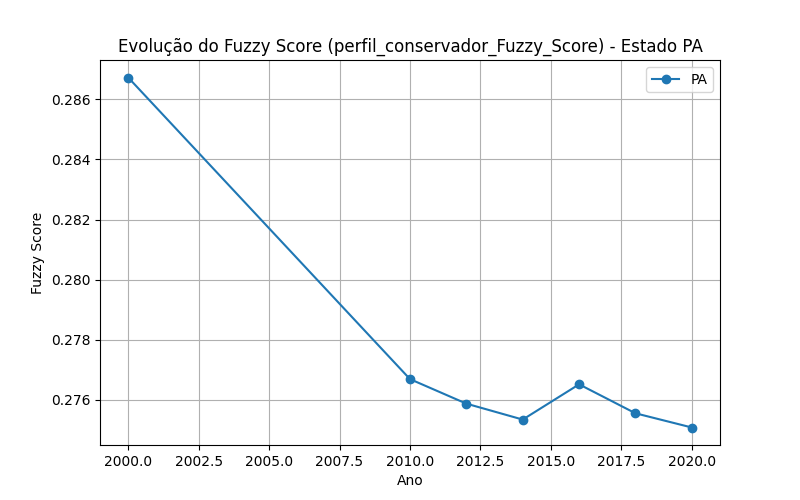 Evolução do Fuzzy Score (perfil_conservador_Fuzzy_Score) - Estado PA
PA
Fuzzy Score
0.286
0.284
0.282
0.280
0.278
0.276
2000.0 2002.5 2005.0 2007.5 2010.0 2012.5 2015.0 2017.5 2020.0
Ano